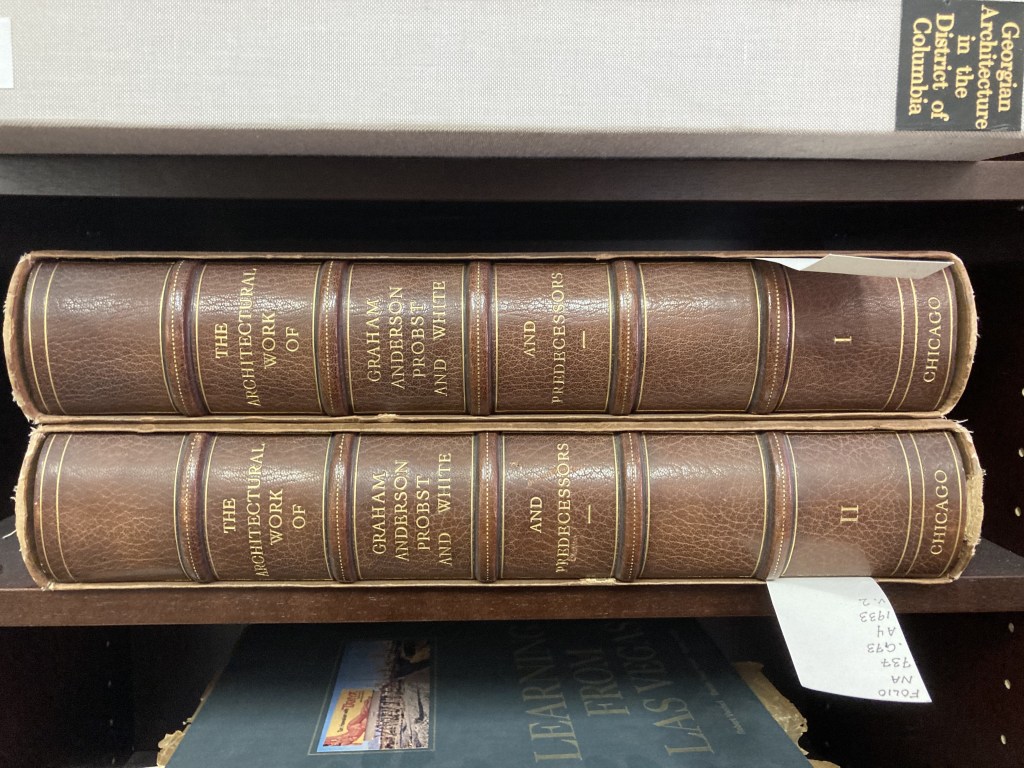 Georgian
Architecture
in the
District of
Columbia
THE
ARCHITECTURAL
WORK
OF
GRAHAM
ANDERSON
PROBST
AND WHITE
AND
PREDECESSORS
—
I
CHICAGO
THE
ARCHITECTURAL
WORK
OF
GRAHAM
ANDERSON
PROBST
AND WHITE
AND
PREDECESSORS
—
II
CHICAGO
FOLIO
NA
737
.G93
A4
1933
V.2
LEARNING
FROM
LAS VEGAS